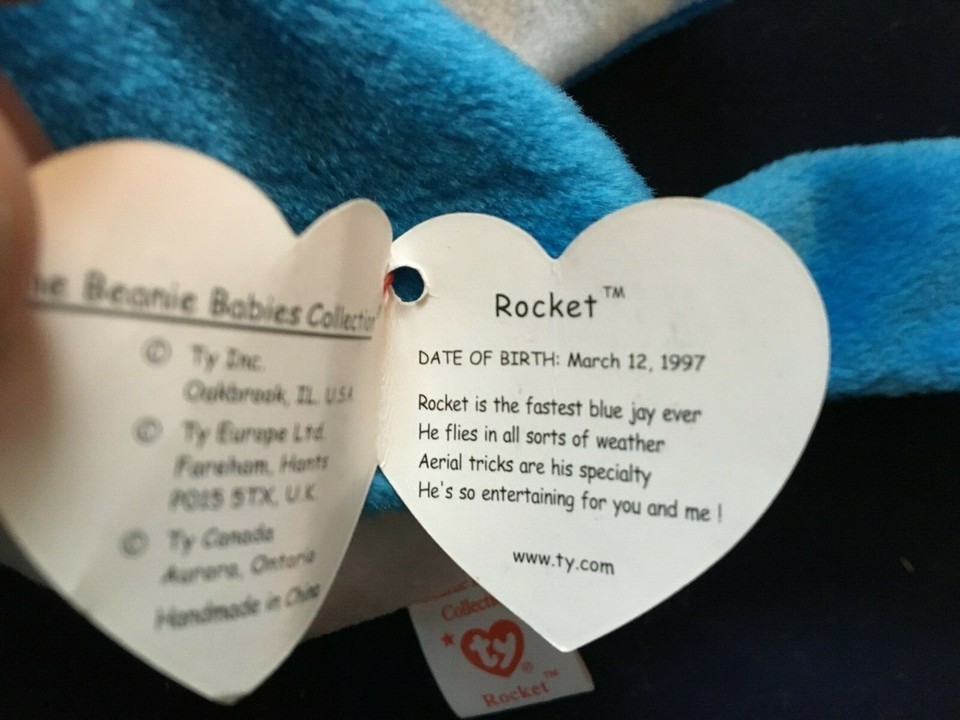 The Beanie Babies Collection
© Ty Inc.
Oakbrook, IL. USA
© Ty Europe Ltd.
Fareham, Hants
PO15 5TX, U.K.
© Ty Canada
Aurora, Ontario
Handmade in China
Rocket™
DATE OF BIRTH: March 12, 1997
Rocket is the fastest blue jay ever
He flies in all sorts of weather
Aerial tricks are his specialty
He's so entertaining for you and me !
www.ty.com
Collection
ty®
Rocket™